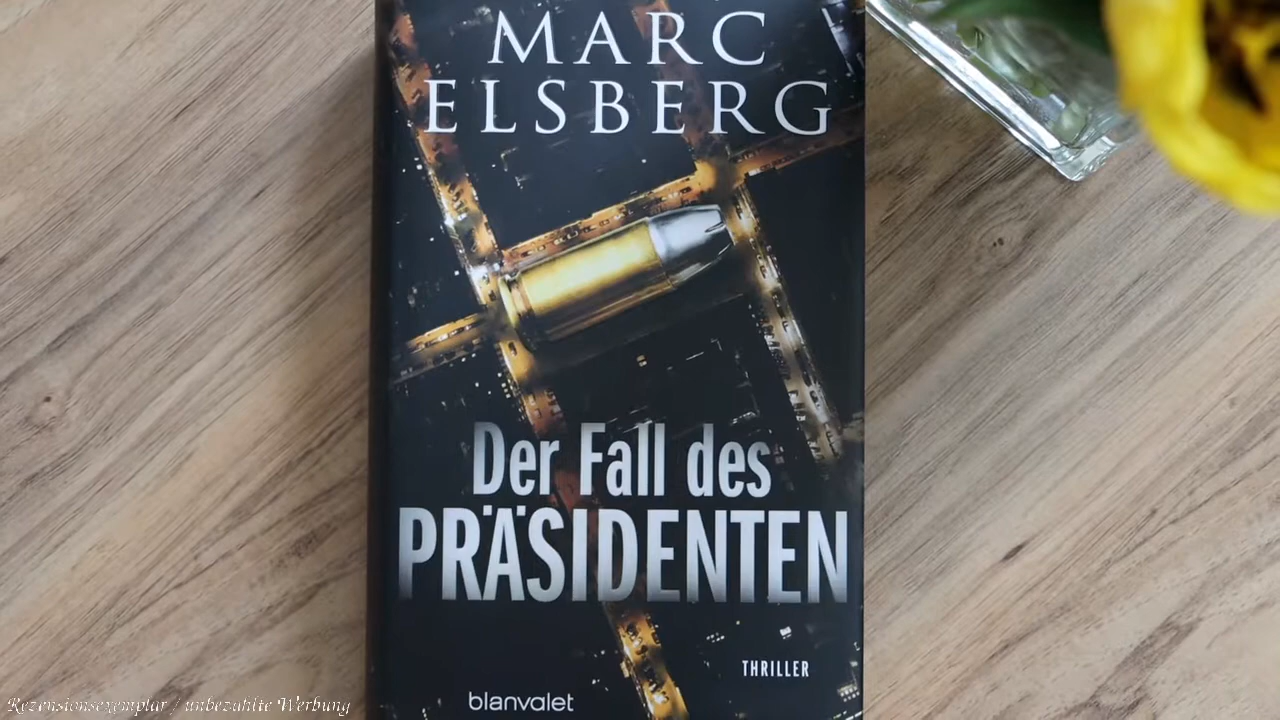 MARC
ELSBERG
Der Fall des
PRÄSIDENTEN
THRILLER
blanvalet
Rezensionsexemplar / unbezahlte Werbung